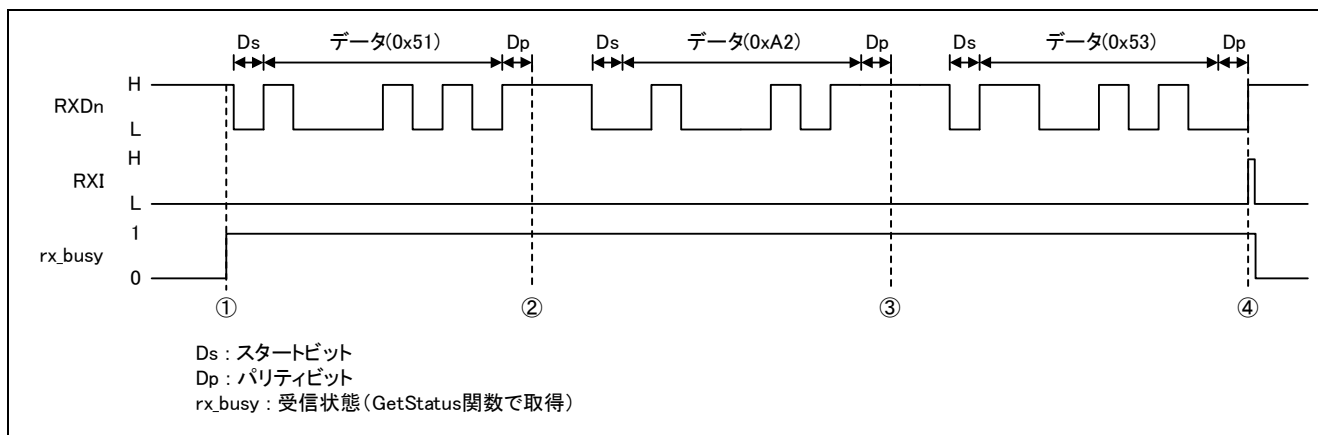 Ds データ(0x51) Dp Ds データ(0xA2) Dp Ds データ(0x53) Dp
H
RXDn
L
H
RXI
L
1
rx_busy
0
① ② ③ ④
Ds : スタートビット
Dp : パリティビット
rx_busy : 受信状態(GetStatus関数で取得)